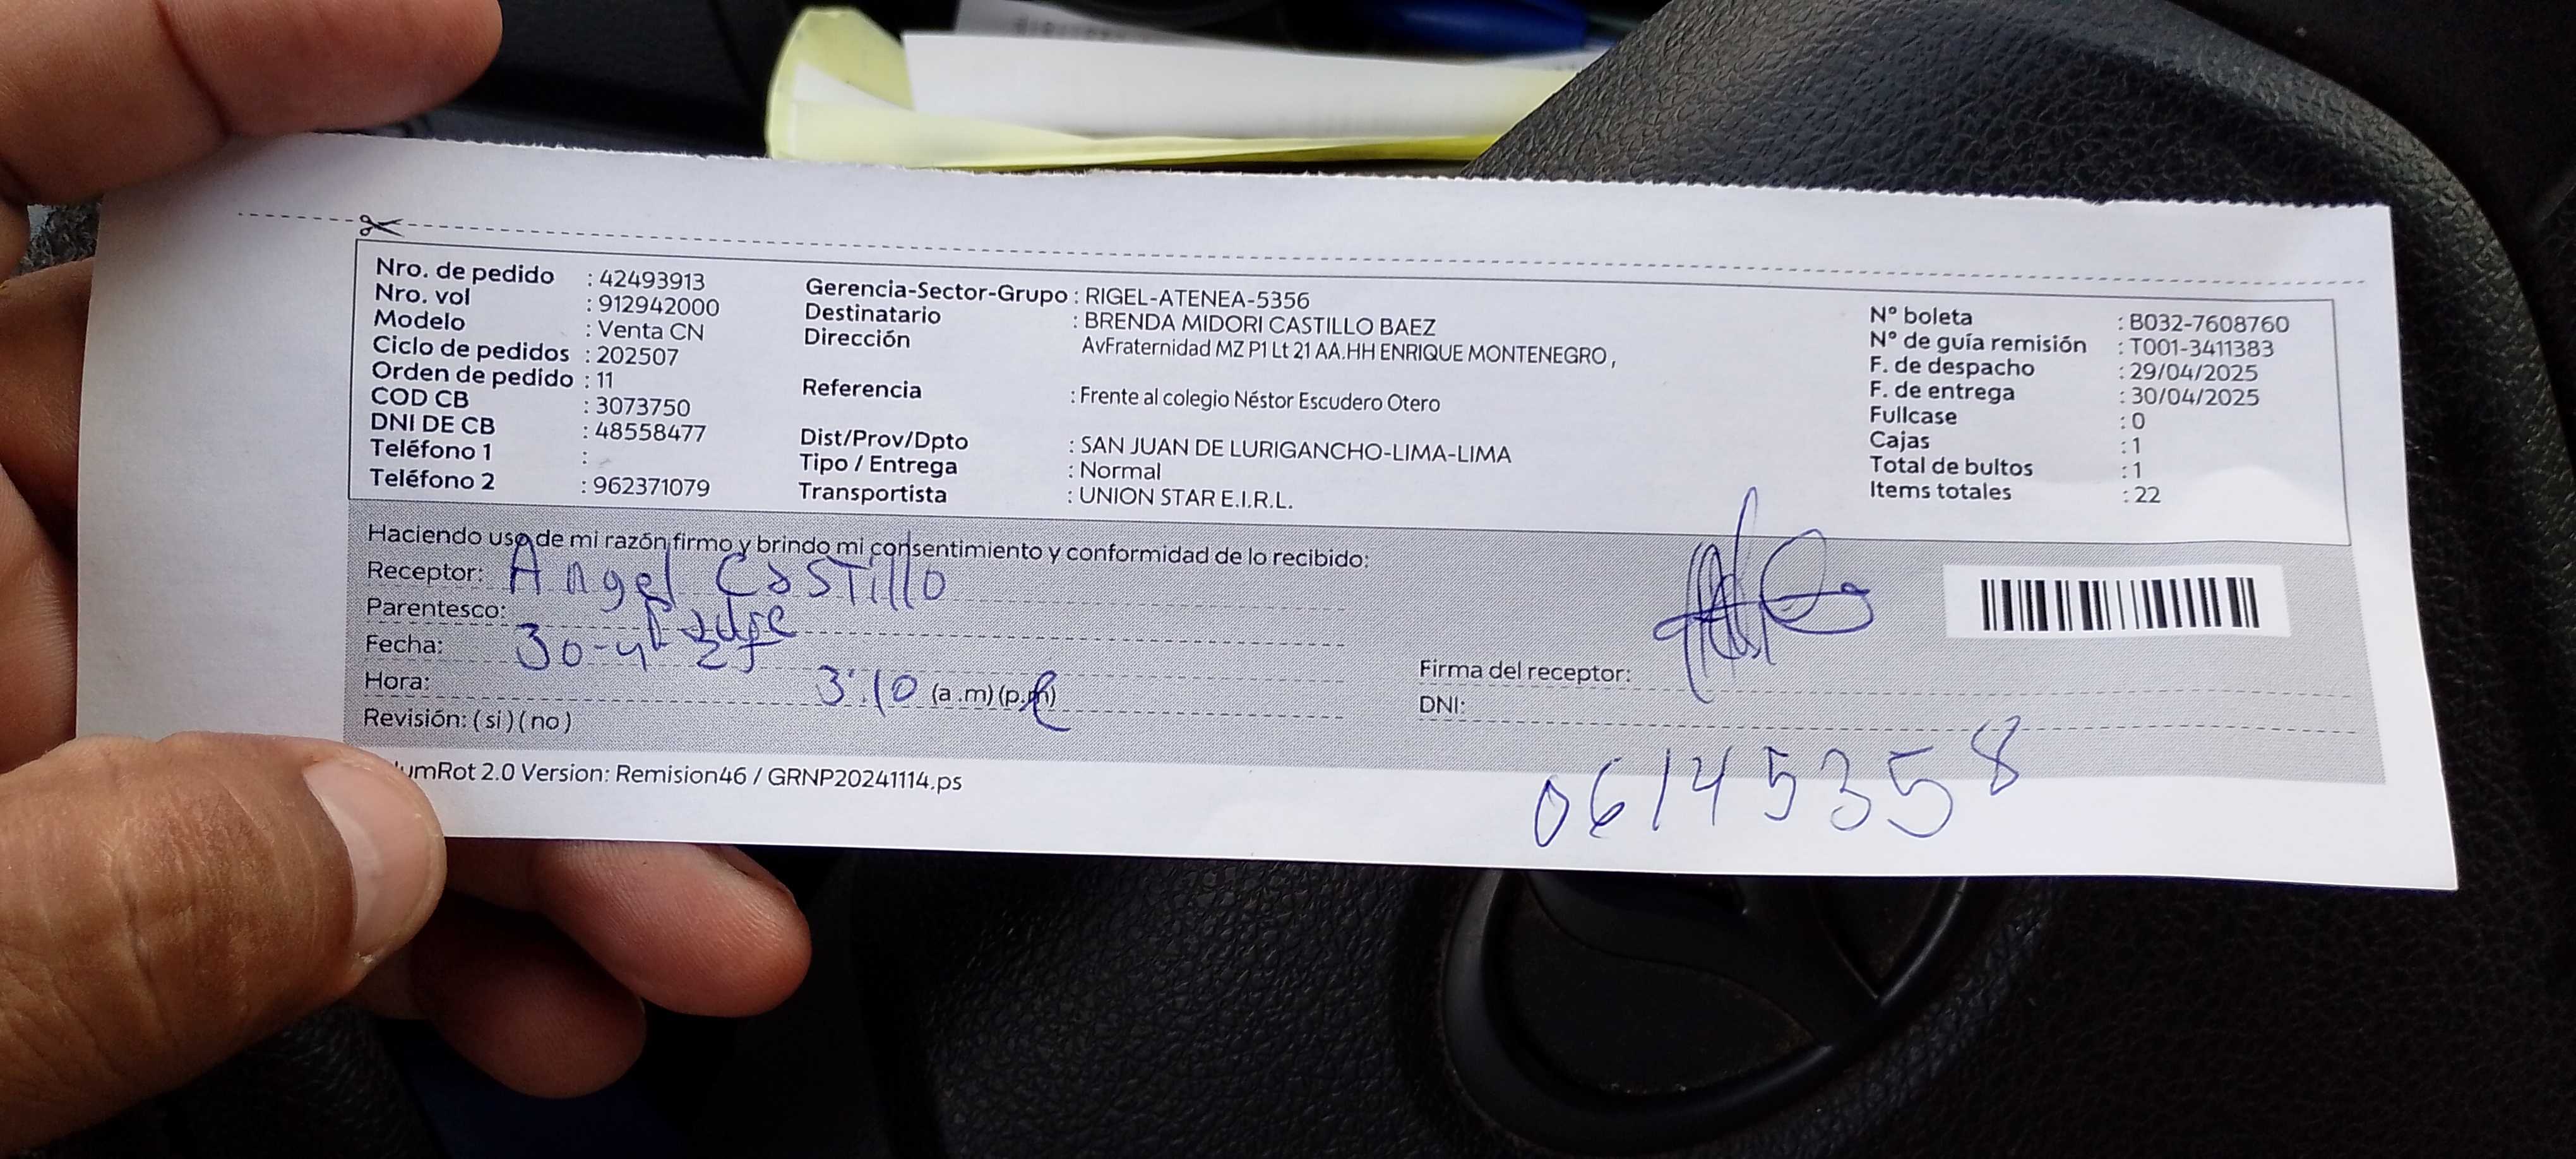 Nro. de pedido : 42493913
Nro. vol : 912942000
Modelo : Venta CN
Ciclo de pedidos : 202507
Orden de pedido : 11
COD CB : 3073750
DNI DE CB : 48558477
Teléfono 1 :
Teléfono 2 : 962371079
Gerencia-Sector-Grupo : RIGEL-ATENEA-5356
Destinatario : BRENDA MIDORI CASTILLO BAEZ
Dirección AvFraternidad MZ P1 Lt 21 AA.HH ENRIQUE MONTENEGRO ,
Referencia : Frente al colegio Néstor Escudero Otero
Dist/Prov/Dpto : SAN JUAN DE LURIGANCHO-LIMA-LIMA
Tipo / Entrega : Normal
Transportista : UNION STAR E.I.R.L.
N° boleta : B032-7608760
N° de guía remisión : T001-3411383
F. de despacho : 29/04/2025
F. de entrega : 30/04/2025
Fullcase : 0
Cajas : 1
Total de bultos : 1
Items totales : 22
Haciendo uso de mi razón firmo y brindo mi consentimiento y conformidad de lo recibido:
Receptor: Angel Castillo
Parentesco: Padre
Fecha: 30-4-25
Hora: 3:10 (a .m) (p.m)
Revisión: ( si ) ( no )
Firma del receptor:
DNI:
06145358
umRot 2.0 Version: Remision46 / GRNP20241114.ps